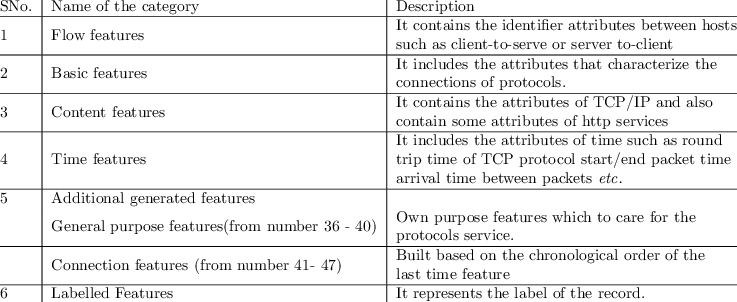 SNo. Name of the category Description
1 Flow features It contains the identifier attributes between hosts
such as client-to-serve or server to-client
2 Basic features It includes the attributes that characterize the
connections of protocols.
3 Content features It contains the attributes of TCP/IP and also
contain some attributes of http services
4 Time features It includes the attributes of time such as round
trip time of TCP protocol start/end packet time
arrival time between packets etc.
5 Additional generated features
General purpose features(from number 36 - 40) Own purpose features which to care for the
protocols service.
Connection features (from number 41- 47) Built based on the chronological order of the
last time feature
6 Labelled Features It represents the label of the record.